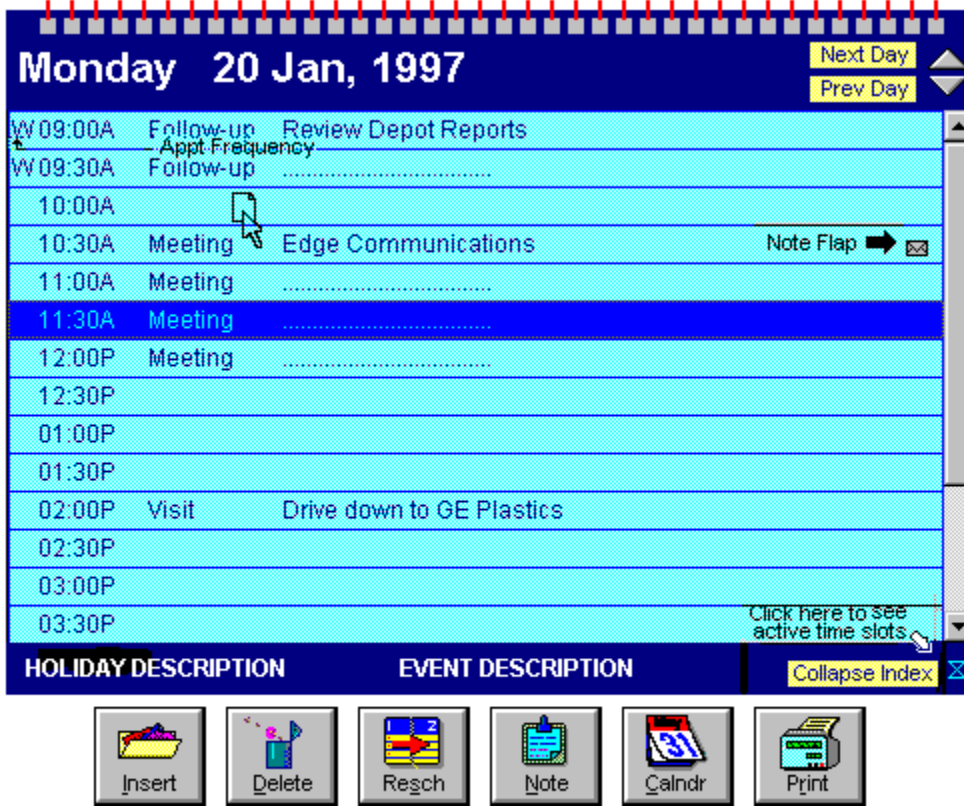 Monday 20 Jan, 1997
Next Day
Prev Day
W 09:00A Follow-up Review Depot Reports
Appt Frequency
W 09:30A Follow-up ..................................
10:00A
10:30A Meeting Edge Communications Note Flap
11:00A Meeting ..................................
11:30A Meeting ..................................
12:00P Meeting ..................................
12:30P
01:00P
01:30P
02:00P Visit Drive down to GE Plastics
02:30P
03:00P
03:30P
Click here to see
active time slots
HOLIDAY DESCRIPTION EVENT DESCRIPTION
Collapse Index
2
31
Insert Delete Resch Note Calndr Print